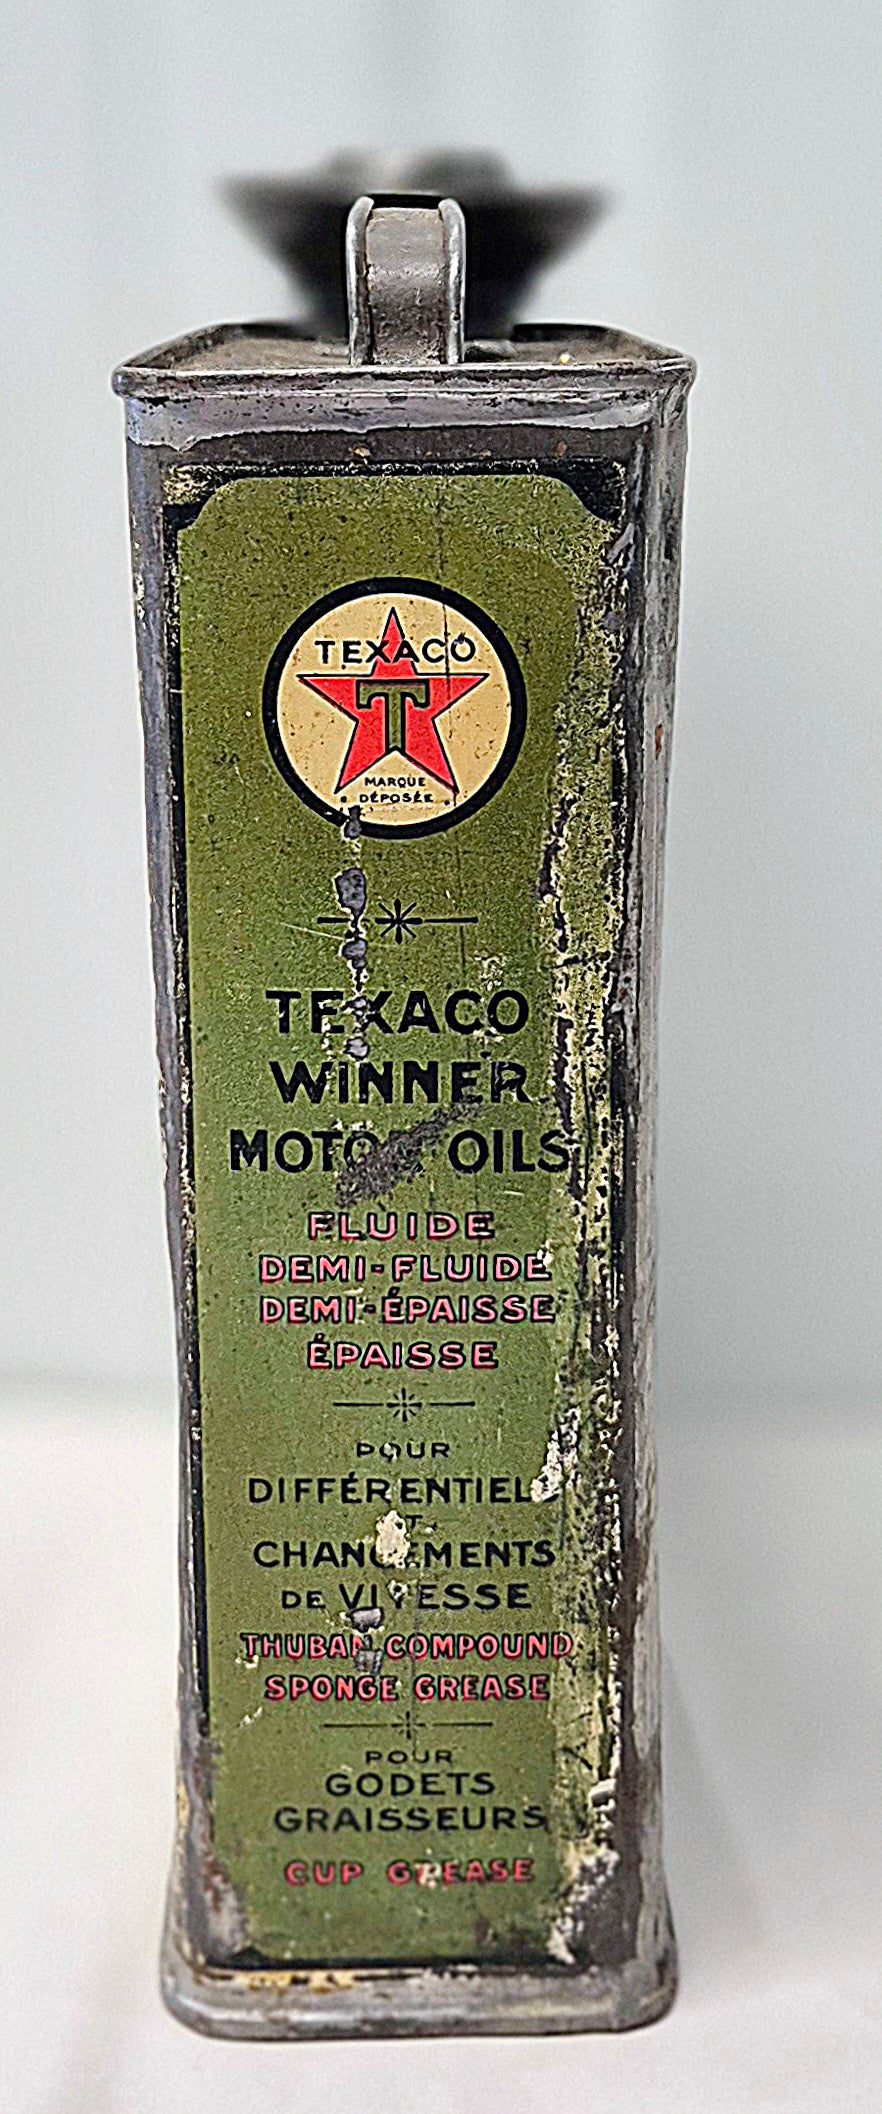 TEXACO
T
MARQUE
DÉPOSÉE
TEXACO
WINNER
MOTOR OILS
FLUIDE
DEMI-FLUIDE
DEMI-ÉPAISSE
ÉPAISSE
POUR
DIFFÉRENTIELS
ET
CHANGEMENTS
DE VITESSE
THUBAN COMPOUND
SPONGE GREASE
POUR
GODETS
GRAISSEURS
CUP GREASE